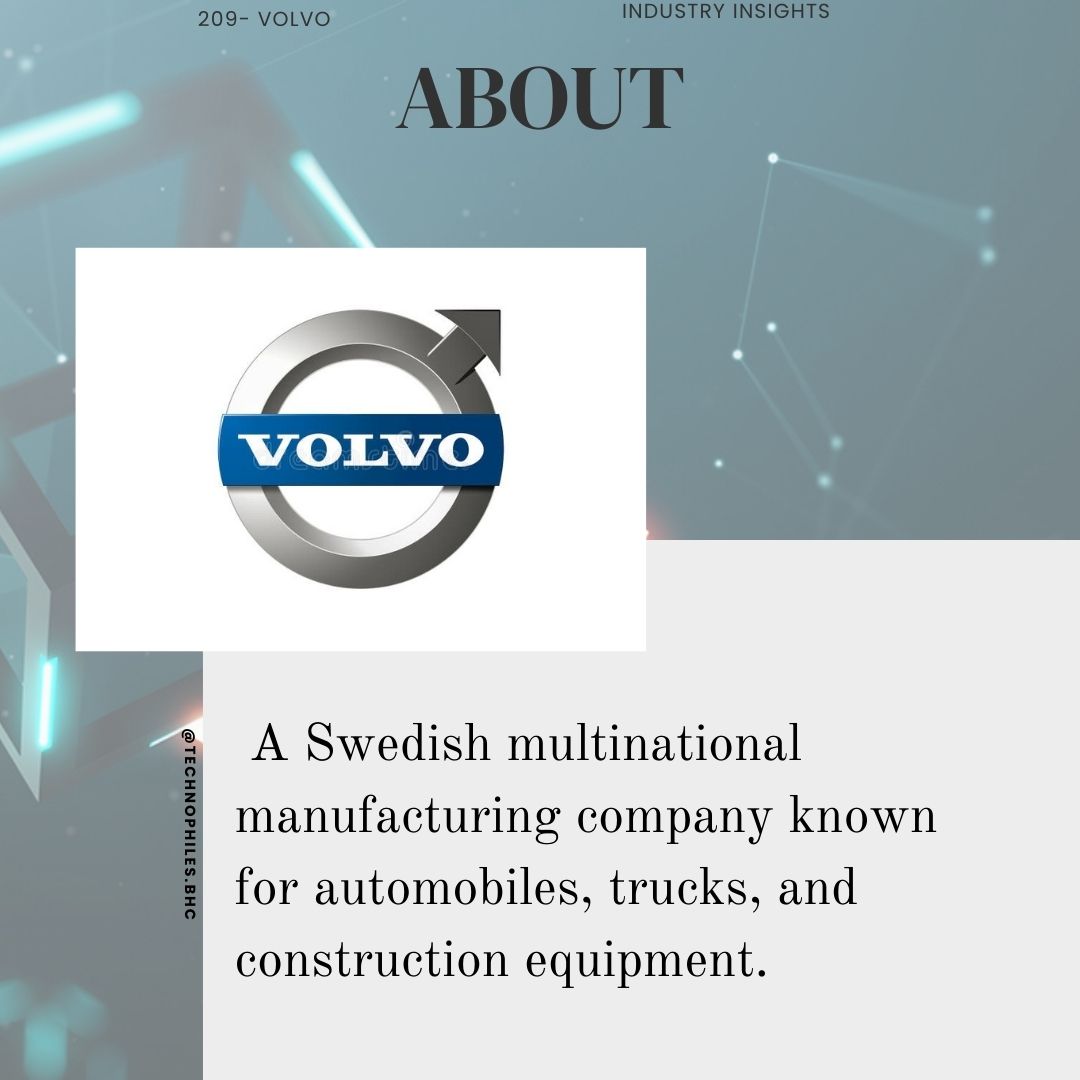 209- VOLVO
INDUSTRY INSIGHTS
ABOUT
VOLVO
A Swedish multinational
manufacturing company known
for automobiles, trucks, and
construction equipment.
@TECHNOPHILES.BHC